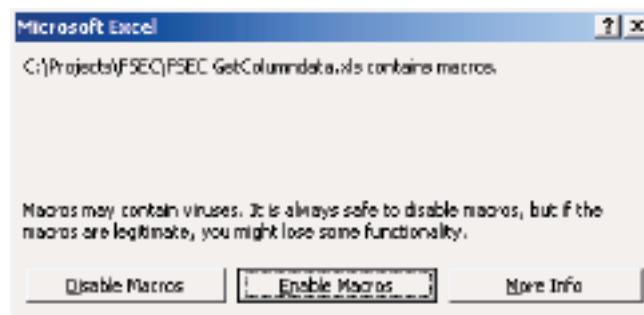 Microsoft Excel
C:\Projects\FSEC\FSEC GetColumndata.xls contains macros.
Macros may contain viruses. It is always safe to disable macros, but if the
macros are legitimate, you might lose some functionality.
Disable Macros Enable Macros More Info